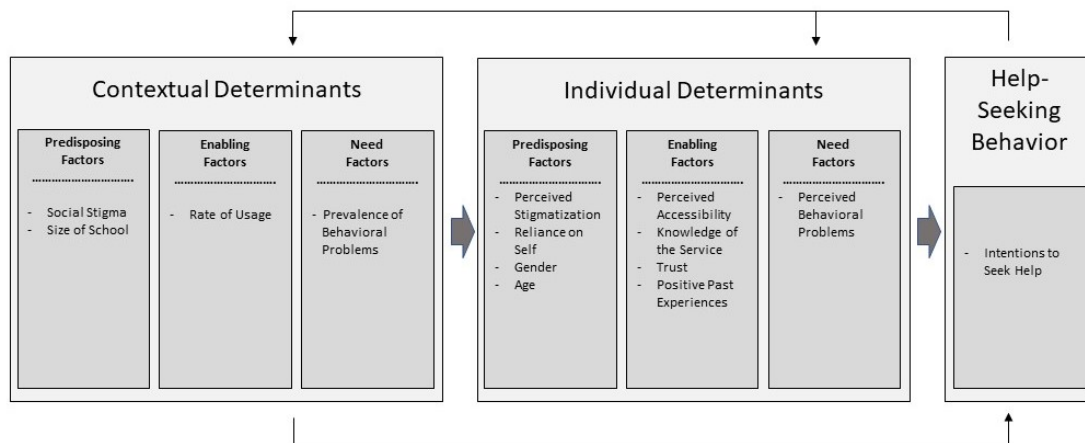 Contextual Determinants
Predisposing
Factors
- Social Stigma
- Size of School
Enabling
Factors
- Rate of Usage
Need
Factors
- Prevalence of
Behavioral
Problems
Individual Determinants
Predisposing
Factors
- Perceived
Stigmatization
- Reliance on
Self
- Gender
- Age
Enabling
Factors
- Perceived
Accessibility
- Knowledge of
the Service
- Trust
- Positive Past
Experiences
Need
Factors
- Perceived
Behavioral
Problems
Help-
Seeking
Behavior
- Intentions to
Seek Help